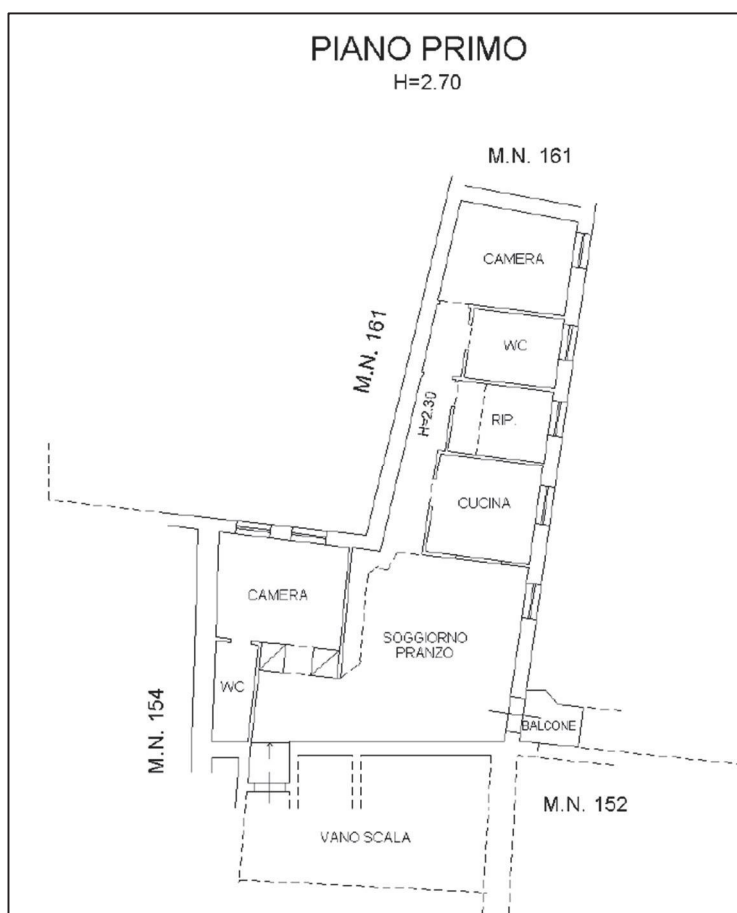 PIANO PRIMO
H=2.70
M.N. 161
CAMERA
WC
M.N. 161
RIP.
H=2.30
CUCINA
CAMERA
SOGGIORNO
PRANZO
WC
BALCONE
M.N. 154
M.N. 152
VANO SCALA